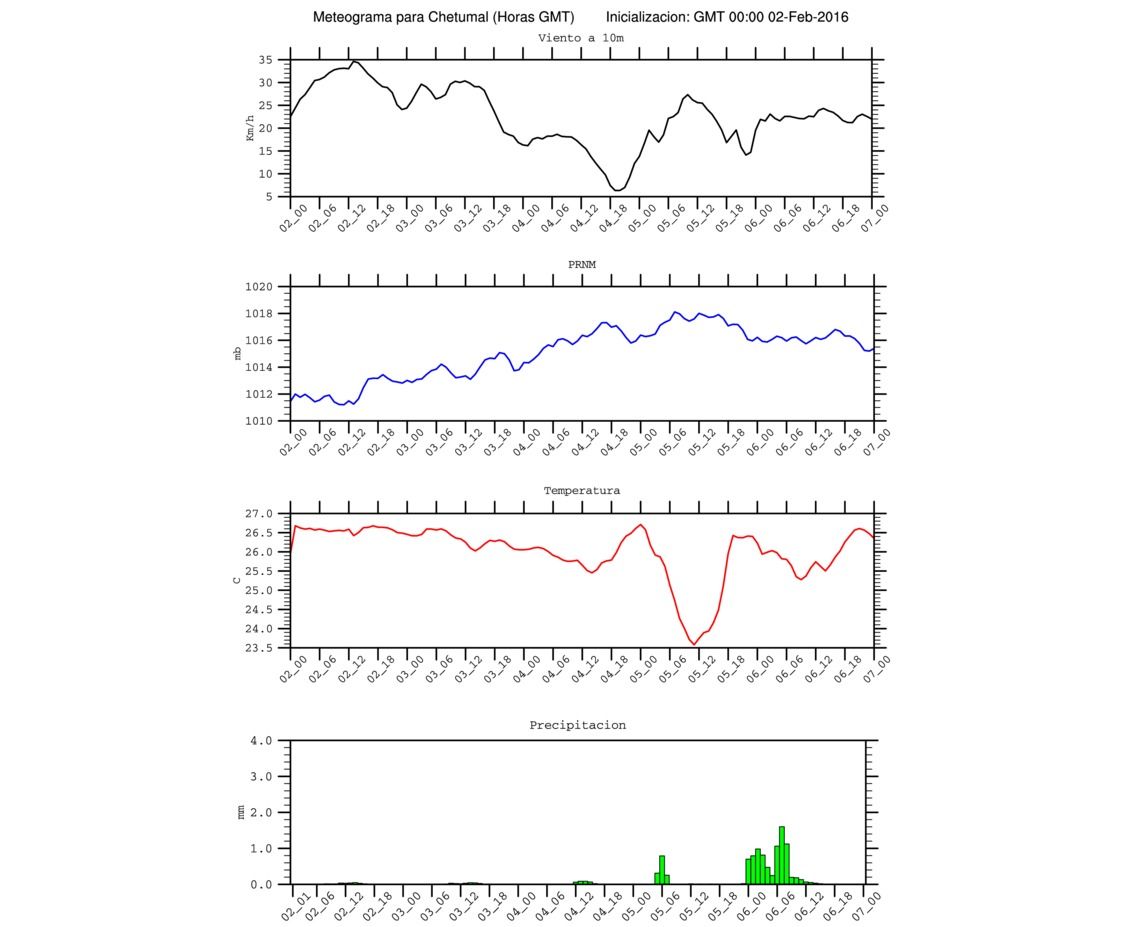 Meteograma para Chetumal (Horas GMT) Inicializacion: GMT 00:00 02-Feb-2016
Viento a 10m
35
30
25
20
15
10
5
Km/h
02_00 02_06 02_12 02_18 03_00 03_06 03_12 03_18 04_00 04_06 04_12 04_18 05_00 05_06 05_12 05_18 06_00 06_06 06_12 06_18 07_00
PRNM
1020
1018
1016
1014
1012
1010
mb
02_00 02_06 02_12 02_18 03_00 03_06 03_12 03_18 04_00 04_06 04_12 04_18 05_00 05_06 05_12 05_18 06_00 06_06 06_12 06_18 07_00
Temperatura
27.0
26.5
26.0
25.5
25.0
24.5
24.0
23.5
C
02_00 02_06 02_12 02_18 03_00 03_06 03_12 03_18 04_00 04_06 04_12 04_18 05_00 05_06 05_12 05_18 06_00 06_06 06_12 06_18 07_00
Precipitacion
4.0
3.0
2.0
1.0
0.0
mm
02_01 02_06 02_12 02_18 03_00 03_06 03_12 03_18 04_00 04_06 04_12 04_18 05_00 05_06 05_12 05_18 06_00 06_06 06_12 06_18 07_00